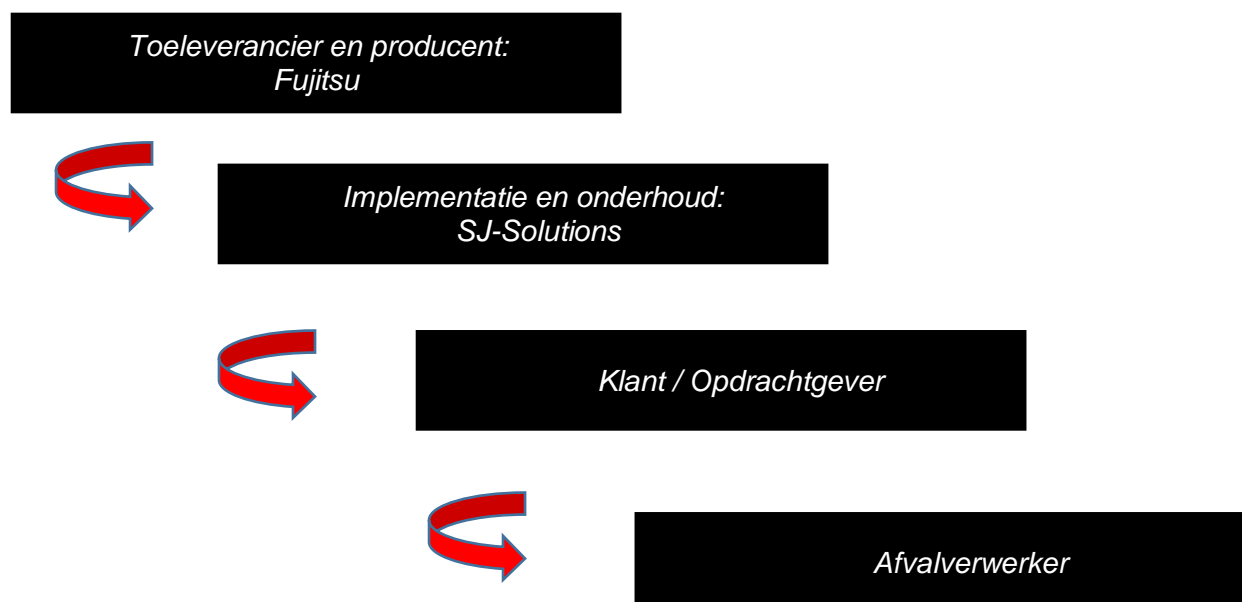 Toeleverancier en producent:
Fujitsu
Implementatie en onderhoud:
SJ-Solutions
Klant / Opdrachtgever
Afvalverwerker